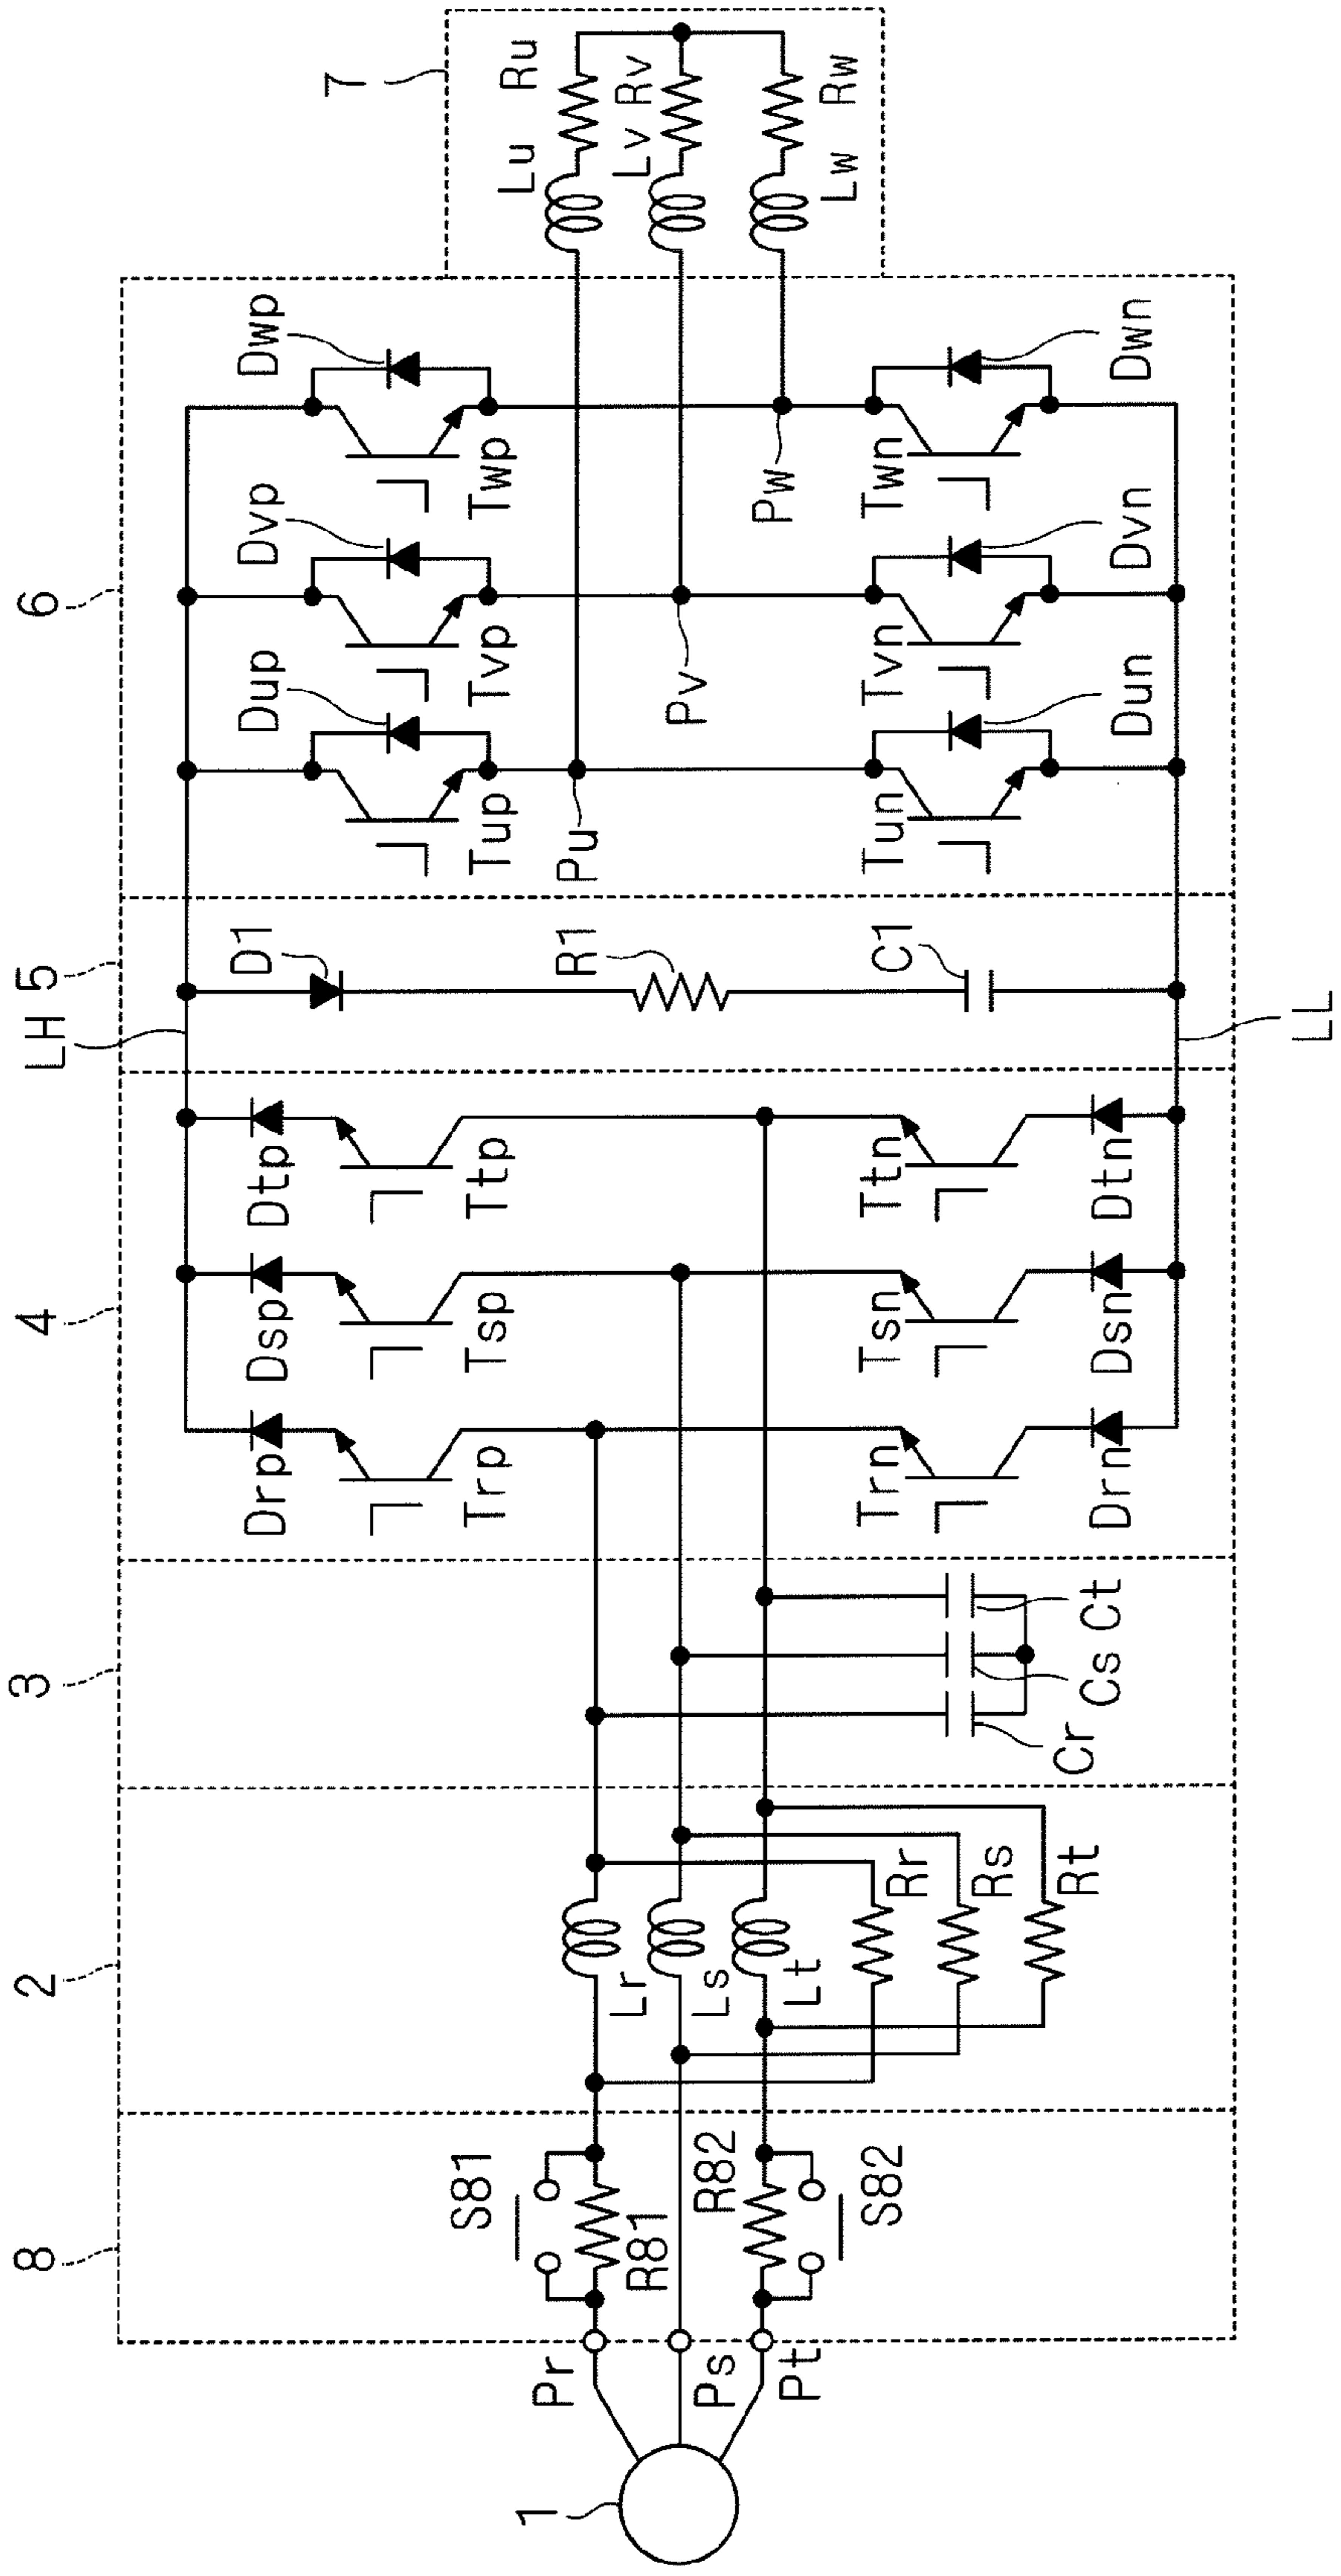 1
Pr
Ps
Pt
8
S81
R81
R82
S82
2
Lr
Ls
Lt
Rr
Rs
Rt
3
Cr
Cs
Ct
4
Drp
Dsp
Dtp
Trp
Tsp
Ttp
Trn
Tsn
Ttn
Drn
Dsn
Dtn
LH
5
D1
R1
C1
LL
6
Dup
Dvp
Dwp
Tup
Tvp
Twp
Pu
Pv
Pw
Tun
Tvn
Twn
Dun
Dvn
Dwn
7
Lu
Ru
Lv
Rv
Lw
Rw